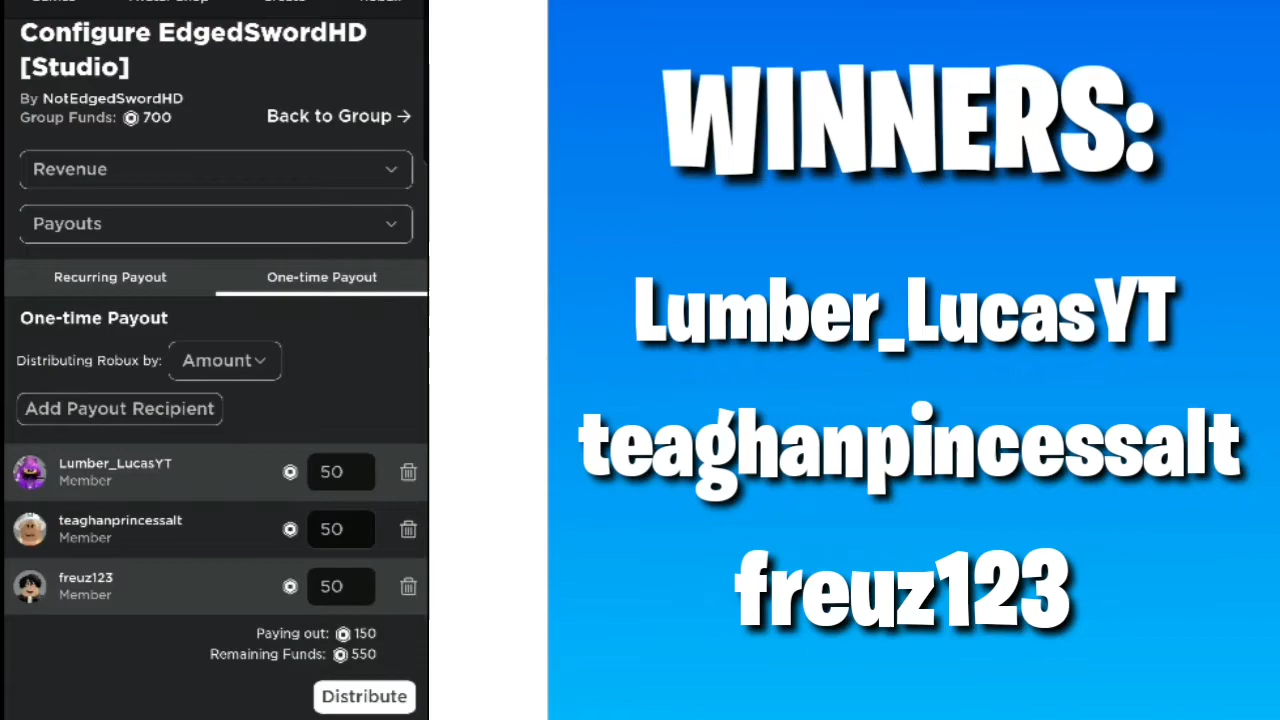 Configure EdgedSwordHD
[Studio]
By NotEdgedSwordHD
Group Funds: 700
Back to Group →
Revenue
Payouts
Recurring Payout
One-time Payout
One-time Payout
Distributing Robux by: Amount
Add Payout Recipient
Lumber_LucasYT
Member
50
teaghanprincessalt
Member
50
freuz123
Member
50
Paying out: 150
Remaining Funds: 550
Distribute
WINNERS:
Lumber_LucasYT
teaghanpincessalt
freuz123